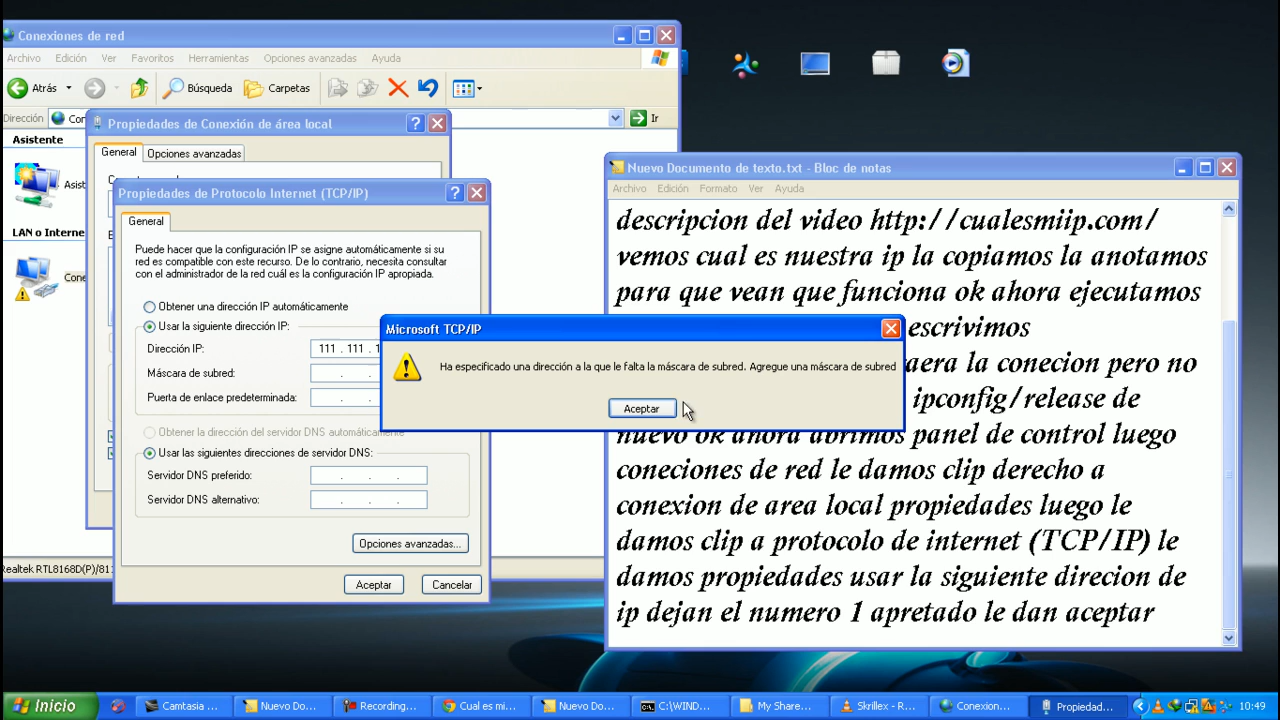 Conexiones de red
Archivo Edición Ver Favoritos Herramientas Opciones avanzadas Ayuda
Atrás Búsqueda Carpetas
Dirección Ir
Asistente
LAN o Interne
Propiedades de Conexión de área local
General Opciones avanzadas
Propiedades de Protocolo Internet (TCP/IP)
General
Puede hacer que la configuración IP se asigne automáticamente si su
red es compatible con este recurso. De lo contrario, necesita consultar
con el administrador de la red cuál es la configuración IP apropiada.
Obtener una dirección IP automáticamente
Usar la siguiente dirección IP:
Dirección IP: 111 . 111 . 1
Máscara de subred: .
Puerta de enlace predeterminada: .
Obtener la dirección del servidor DNS automáticamente
Usar las siguientes direcciones de servidor DNS:
Servidor DNS preferido: . . .
Servidor DNS alternativo: . . .
Opciones avanzadas...
Aceptar Cancelar
Microsoft TCP/IP
Ha especificado una dirección a la que le falta la máscara de subred. Agregue una máscara de subred
Aceptar
Nuevo Documento de texto.txt - Bloc de notas
Archivo Edición Formato Ver Ayuda
descripcion del video http://cualesmiip.com/
vemos cual es nuestra ip la copiamos la anotamos
para que vean que funciona ok ahora ejecutamos
escrivimos
aera la conecion pero no
ipconfig/release de
nuevo ok ahora abrimos panel de control luego
coneciones de red le damos clip derecho a
conexion de area local propiedades luego le
damos clip a protocolo de internet (TCP/IP) le
damos propiedades usar la siguiente direcion de
ip dejan el numero 1 apretado le dan aceptar
Inicio Camtasia ... Nuevo Do... Recording... Cual es mi... Nuevo Do... C:\WIND... My Share... Skrillex - R... Conexion... Propiedad... 10:49